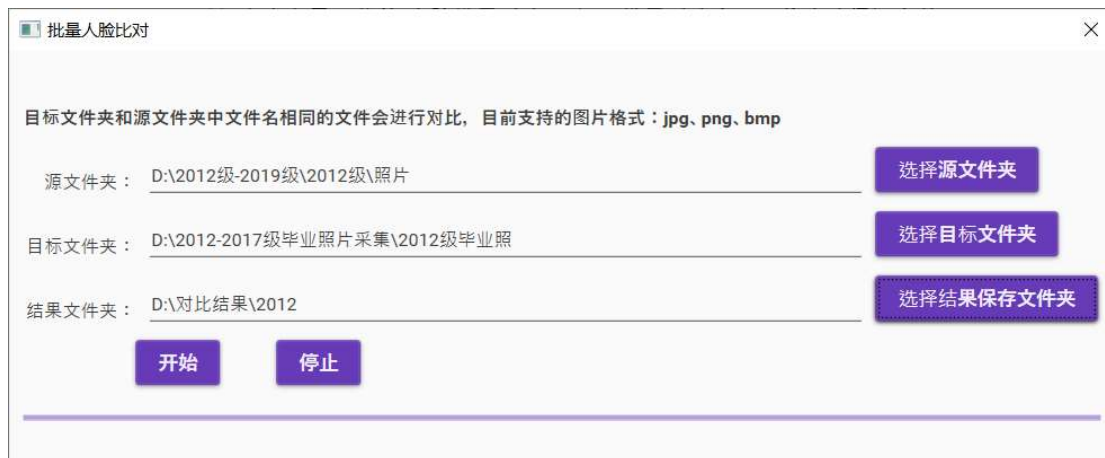 批量人脸比对
目标文件夹和源文件夹中文件名相同的文件会进行对比，目前支持的图片格式：jpg、png、bmp
源文件夹： D:\2012级-2019级\2012级\照片 选择源文件夹
目标文件夹： D:\2012-2017级毕业照片采集\2012级毕业照 选择目标文件夹
结果文件夹： D:\对比结果\2012 选择结果保存文件夹
开始 停止